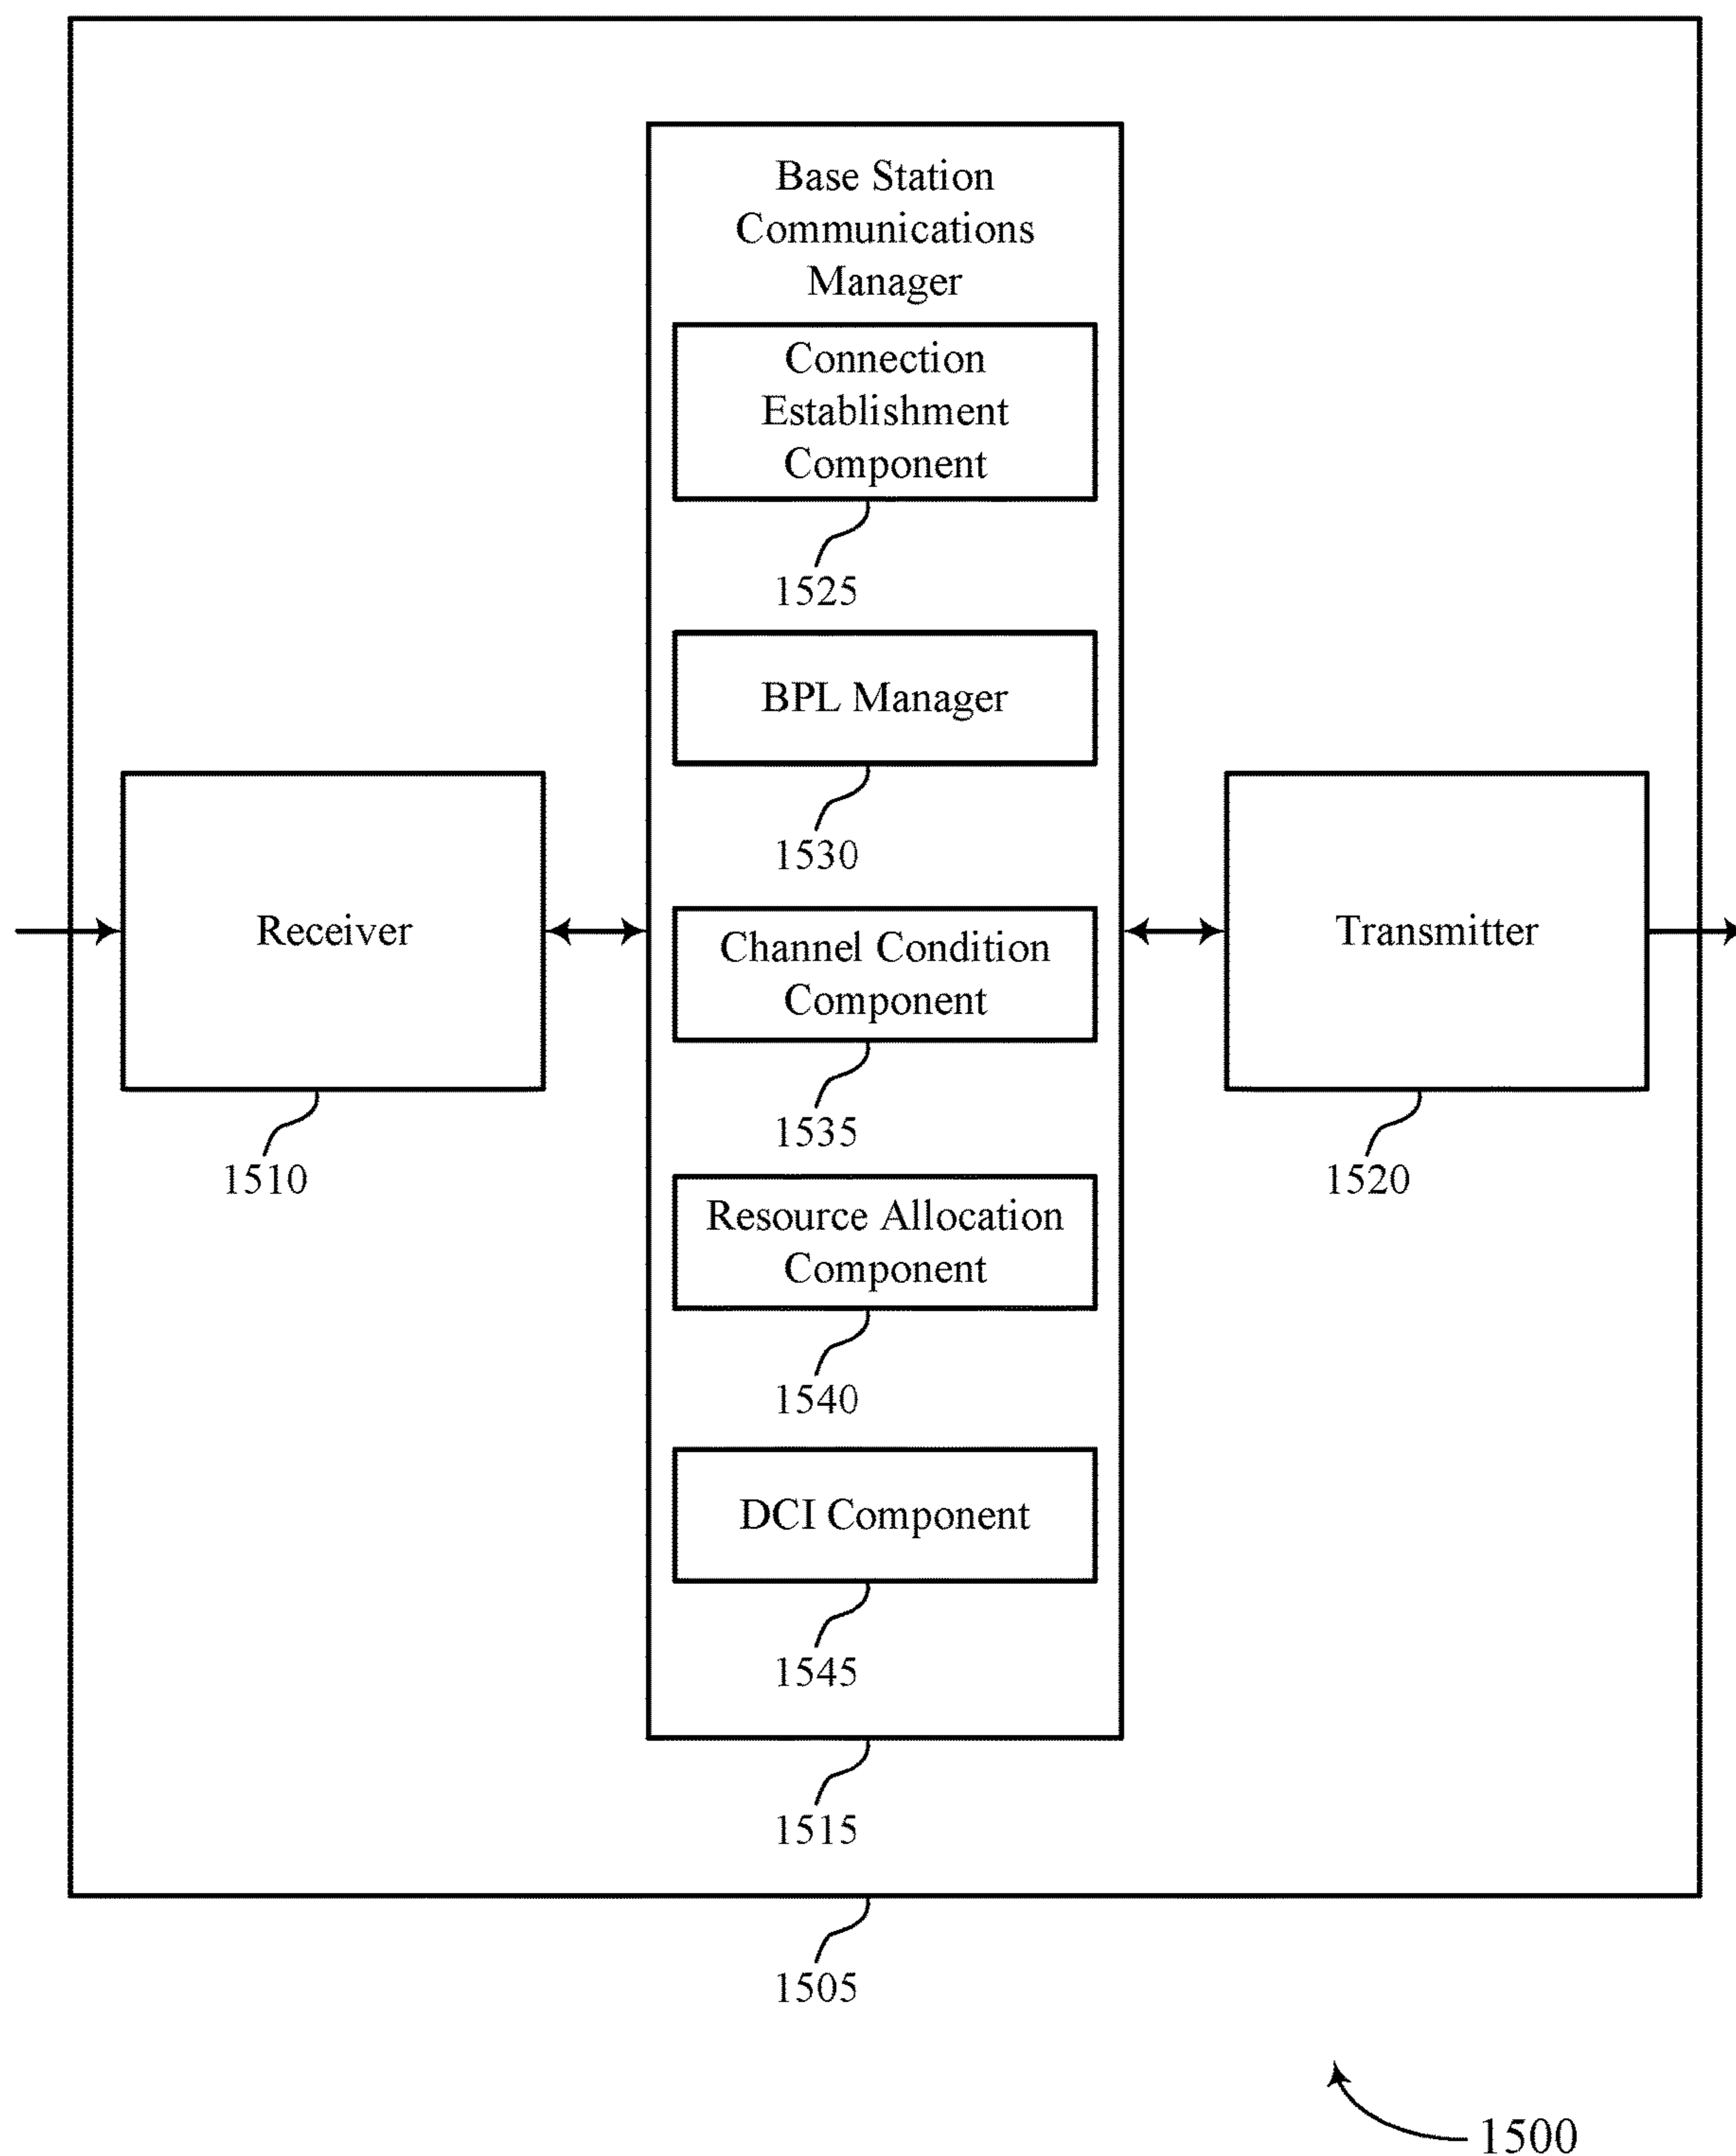 Base Station
Communications
Manager
Connection
Establishment
Component
1525
BPL Manager
1530
Receiver
1510
Channel Condition
Component
1535
Transmitter
1520
Resource Allocation
Component
1540
DCI Component
1545
1515
1505
1500